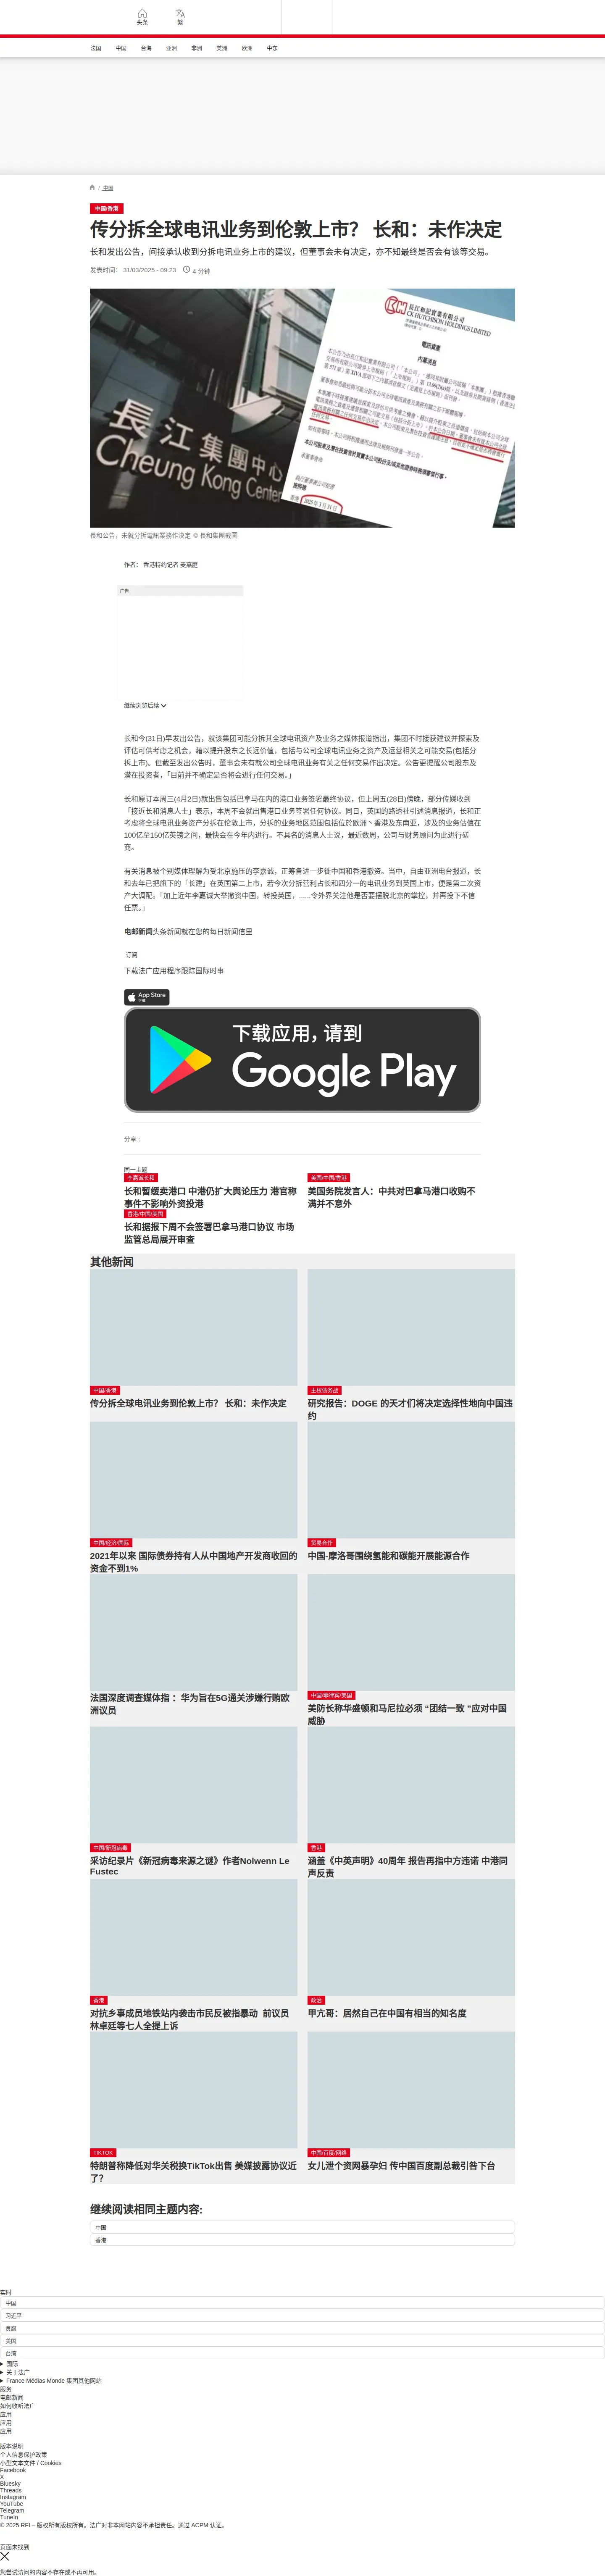 头条
繁
法国
中国
台海
亚洲
非洲
美洲
欧洲
中东
/ 中国
中国/香港
传分拆全球电讯业务到伦敦上市？ 长和：未作决定
长和发出公告，间接承认收到分拆电讯业务上市的建议，但董事会未有决定，亦不知最终是否会有该等交易。
发表时间： 31/03/2025 - 09:23
4 分钟
長江和記實業有限公司
CK HUTCHISON HOLDINGS LIMITED
電訊資產
內幕消息
長江集團中心
Cheung Kong Center
長和公告，未就分拆電訊業務作決定 © 長和集團截圖
作者： 香港特约记者 麦燕庭
广告
继续浏览后续
长和今(31日)早发出公告，就该集团可能分拆其全球电讯资产及业务之媒体报道指出，集团不时接获建议并探索及
评估可供考虑之机会，藉以提升股东之长远价值，包括与公司全球电讯业务之资产及运营相关之可能交易(包括分
拆上市)。但截至发出公告时，董事会未有就公司全球电讯业务有关之任何交易作出决定。公告更提醒公司股东及
潜在投资者，「目前并不确定是否将会进行任何交易。」
长和原订本周三(4月2日)就出售包括巴拿马在内的港口业务签署最终协议，但上周五(28日)傍晚，部分传媒收到
「接近长和消息人士」表示，本周不会就出售港口业务签署任何协议。同日，英国的路透社引述消息报道，长和正
考虑将全球电讯业务资产分拆在伦敦上市，分拆的业务地区范围包括位於欧洲丶香港及东南亚，涉及的业务估值在
100亿至150亿英镑之间，最快会在今年内进行。不具名的消息人士说，最近数周，公司与财务顾问为此进行磋
商。
有关消息被个别媒体理解为受北京施压的李嘉诚，正筹备进一步徙中国和香港撤资。当中，自由亚洲电台报道，长
和去年已把旗下的「长建」在英国第二上市，若今次分拆营利占长和四分一的电讯业务到英国上市，便是第二次资
产大调配。「加上近年李嘉诚大举撤资中国，转投英国，......令外界关注他是否要摆脱北京的掌控，并再投下不信
任票。」
电邮新闻头条新闻就在您的每日新闻信里
订阅
下载法广应用程序跟踪国际时事
App Store
下载
下载应用，请到
Google Play
分享 :
同一主题
李嘉诚长和
长和暂缓卖港口 中港仍扩大舆论压力 港官称
事件不影响外资投港
美国/中国/香港
美国务院发言人：中共对巴拿马港口收购不
满并不意外
香港/中国/美国
长和据报下周不会签署巴拿马港口协议 市场
监管总局展开审查
其他新闻
中国/香港
传分拆全球电讯业务到伦敦上市？ 长和：未作决定
主权债务战
研究报告：DOGE 的天才们将决定选择性地向中国违
约
中国/经济/国际
2021年以来 国际债券持有人从中国地产开发商收回的
资金不到1%
贸易合作
中国-摩洛哥围绕氢能和碳能开展能源合作
法国深度调查媒体指 ：华为旨在5G通关涉嫌行贿欧
洲议员
中国/菲律宾/美国
美防长称华盛顿和马尼拉必须 “团结一致 ”应对中国
威胁
中国/新冠病毒
采访纪录片《新冠病毒来源之谜》作者Nolwenn Le
Fustec
香港
涵盖《中英声明》40周年 报告再指中方违诺 中港同
声反责
香港
对抗乡事成员地铁站内袭击市民反被指暴动 前议员
林卓廷等七人全提上诉
政治
甲亢哥：居然自己在中国有相当的知名度
TIKTOK
特朗普称降低对华关税换TikTok出售 美媒披露协议近
了？
中国/百度/网络
女儿泄个资网暴孕妇 传中国百度副总裁引咎下台
继续阅读相同主题内容:
中国
香港
实时
中国
习近平
贪腐
美国
台湾
国际
关于法广
France Médias Monde 集团其他网站
服务
电邮新闻
如何收听法广
应用
应用
应用
版本说明
个人信息保护政策
小型文本文件 / Cookies
Facebook
X
Bluesky
Threads
Instagram
YouTube
Telegram
TuneIn
© 2025 RFI – 版权所有版权所有。法广对非本网站内容不承担责任。通过 ACPM 认证。
页面未找到
您尝试访问的内容不存在或不再可用。